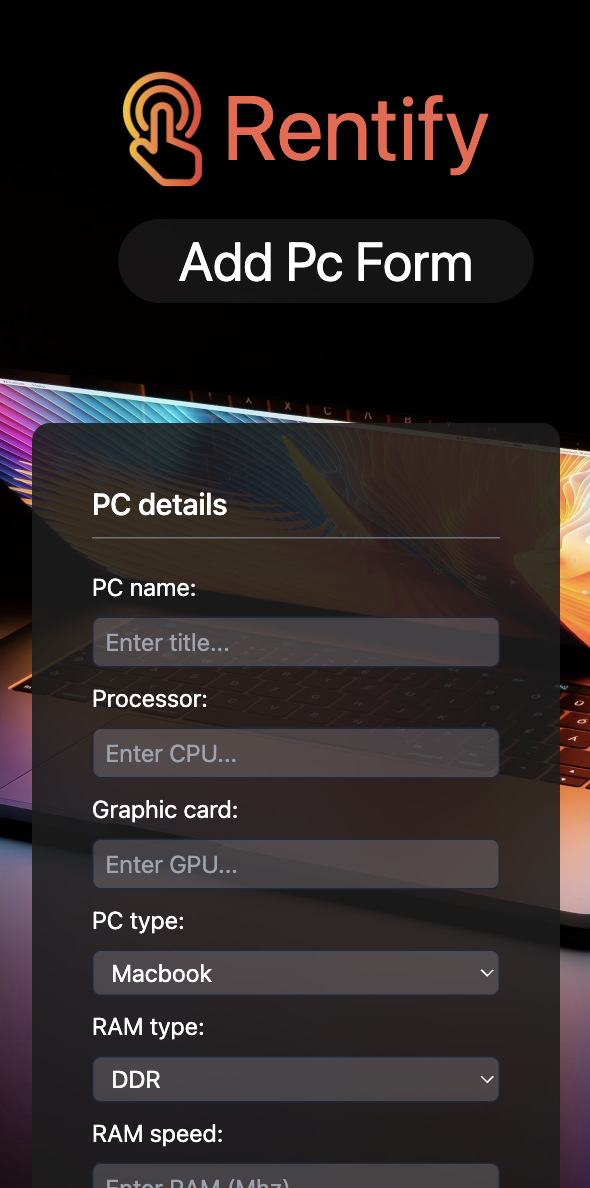 Rentify
Add Pc Form
PC details
PC name:
Enter title...
Processor:
Enter CPU...
Graphic card:
Enter GPU...
PC type:
Macbook
RAM type:
DDR
RAM speed:
Enter RAM (Mhz)